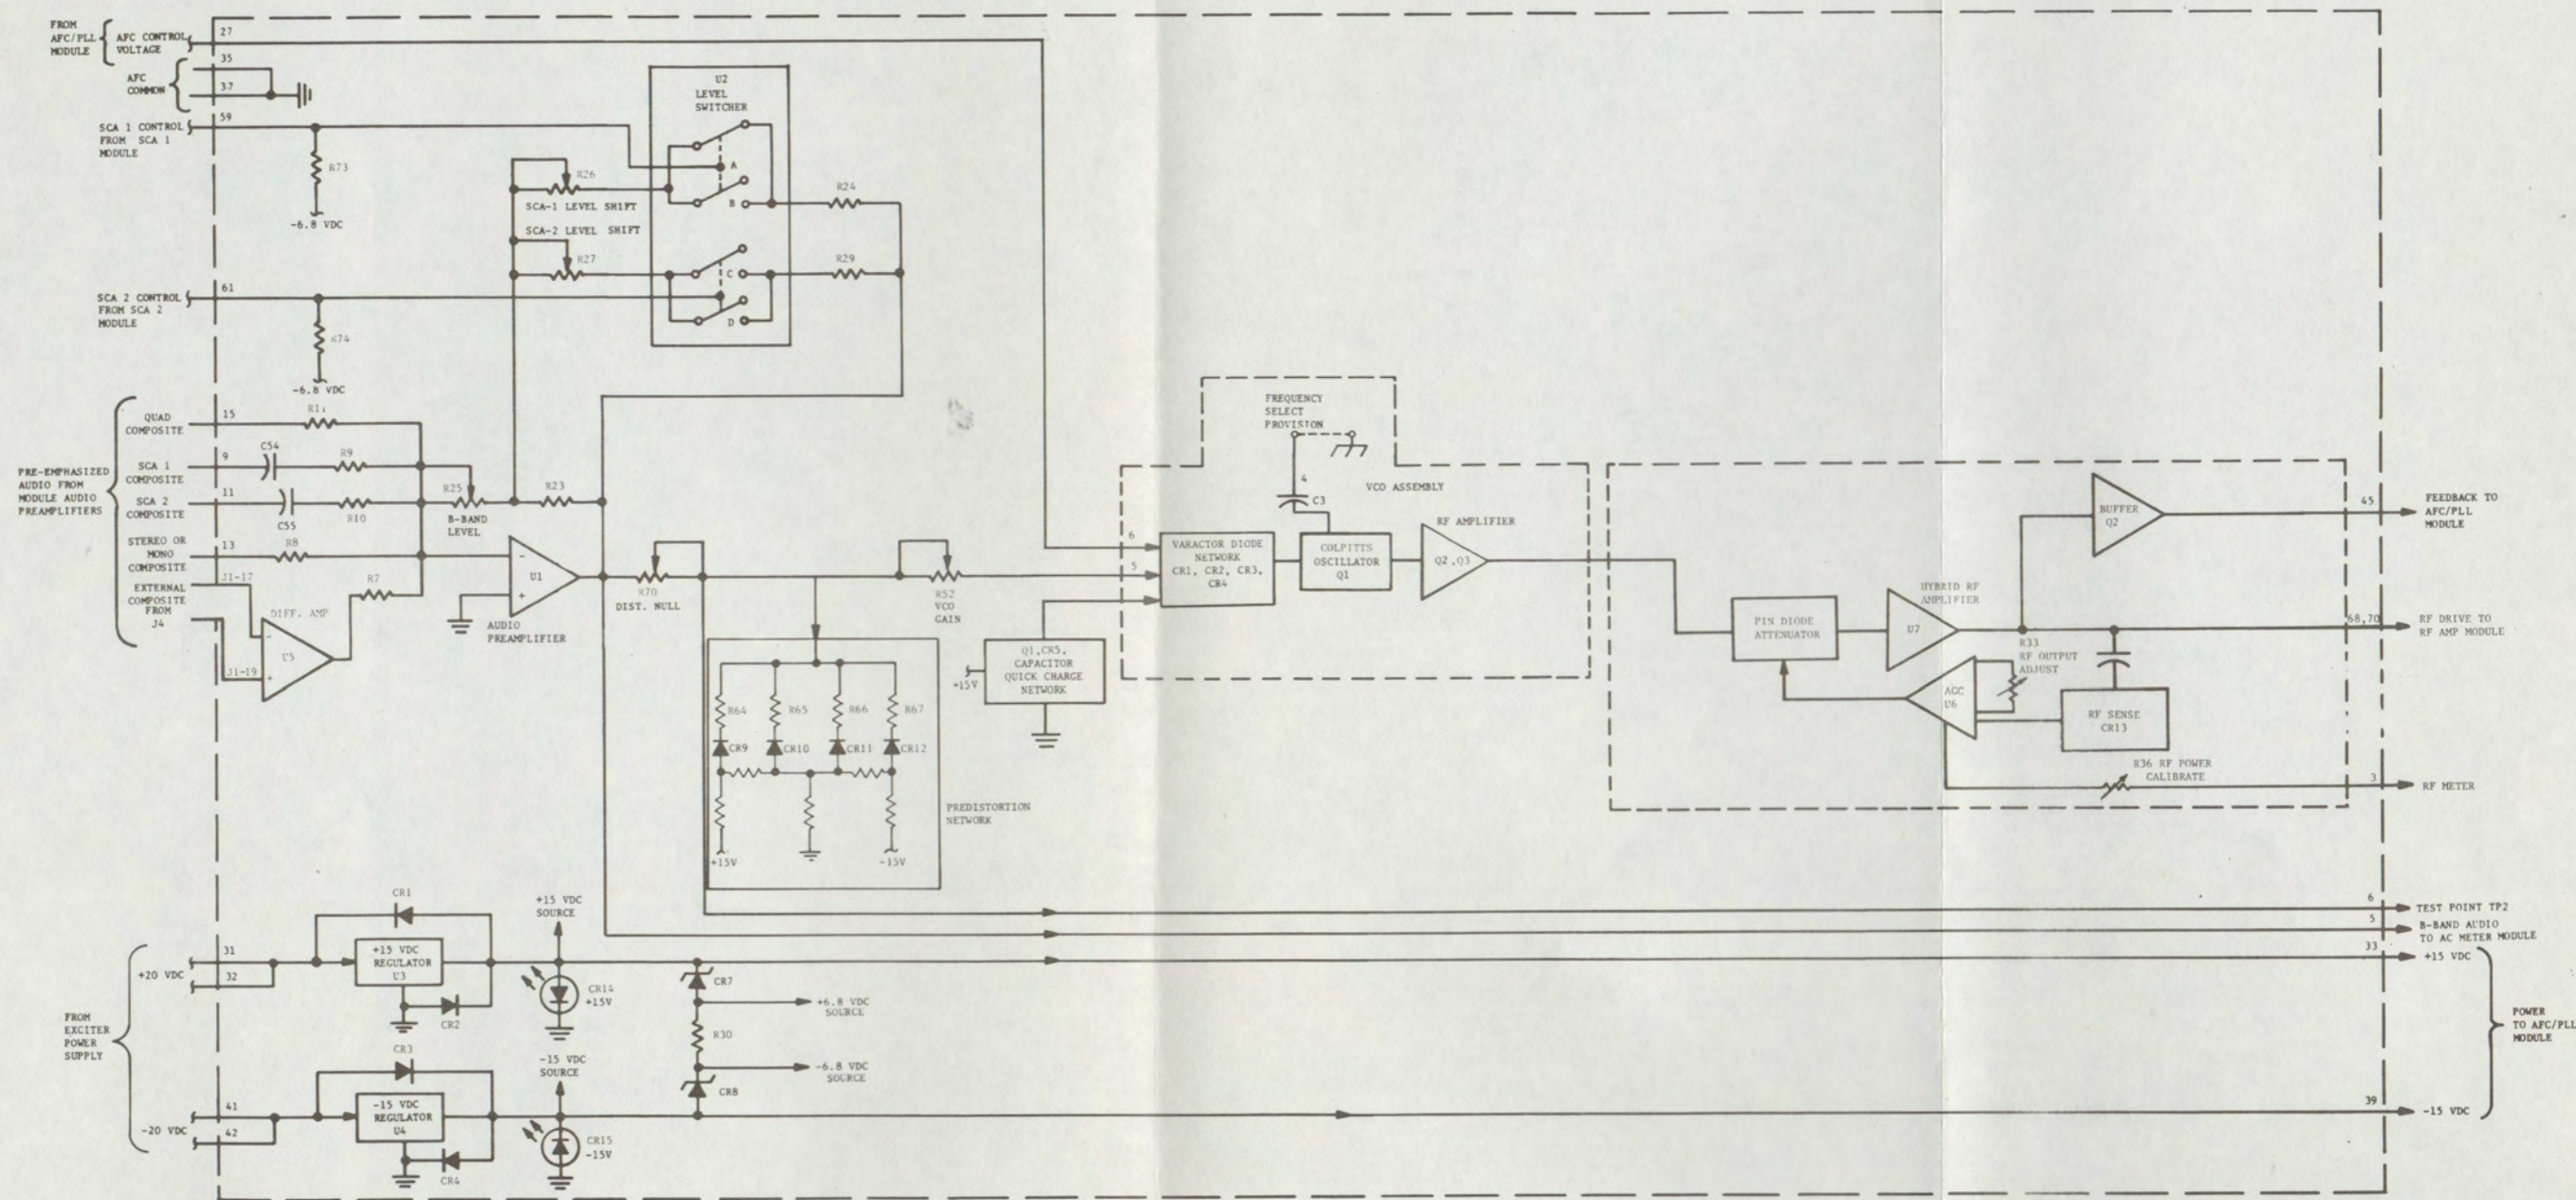 FROM
AFC/PLL
MODULE
AFC CONTROL
VOLTAGE
27
AFC
COMMON
35
37
SCA 1 CONTROL
FROM SCA 1
MODULE
59
R73
-6.8 VDC
SCA 2 CONTROL
FROM SCA 2
MODULE
61
R74
-6.8 VDC
U2
LEVEL
SWITCHER
A
B
C
D
R26
SCA-1 LEVEL SHIFT
SCA-2 LEVEL SHIFT
R27
R24
R29
PRE-EMPHASIZED
AUDIO FROM
MODULE AUDIO
PREAMPLIFIERS
QUAD
COMPOSITE
15
SCA 1
COMPOSITE
9
C54
R9
SCA 2
COMPOSITE
11
C55
R10
STEREO OR
MONO
COMPOSITE
13
R8
EXTERNAL
COMPOSITE
FROM
J4
J1-17
J1-19
DIFF. AMP
-
+
U5
R7
R25
B-BAND
LEVEL
R23
-
+
U1
AUDIO
PREAMPLIFIER
R70
DIST. NULL
R52
VCO
GAIN
R64
R65
R66
R67
CR9
CR10
CR11
CR12
+15V
-15V
PREDISTORTION
NETWORK
Q1,CR5,
CAPACITOR
QUICK CHARGE
NETWORK
+15V
FREQUENCY
SELECT
PROVISION
4
C3
VCO ASSEMBLY
6
5
VARACTOR DIODE
NETWORK
CR1, CR2, CR3,
CR4
COLPITTS
OSCILLATOR
Q1
RF AMPLIFIER
Q2,Q3
PIN DIODE
ATTENUATOR
HYBRID RF
AMPLIFIER
U7
BUFFER
Q2
45
FEEDBACK TO
AFC/PLL
MODULE
68,70
RF DRIVE TO
RF AMP MODULE
R33
RF OUTPUT
ADJUST
AGC
U6
RF SENSE
CR13
R36 RF POWER
CALIBRATE
3
RF METER
6
TEST POINT TP2
5
B-BAND AUDIO
TO AC METER MODULE
33
+15 VDC
FROM
EXCITER
POWER
SUPPLY
+20 VDC
31
32
CR1
+15 VDC
REGULATOR
U3
CR2
+15 VDC
SOURCE
CR14
+15V
CR7
+6.8 VDC
SOURCE
R30
-6.8 VDC
SOURCE
CR8
-20 VDC
41
42
CR3
-15 VDC
REGULATOR
U4
CR4
-15 VDC
SOURCE
CR15
-15V
39
-15 VDC
POWER
TO AFC/PLL
MODULE